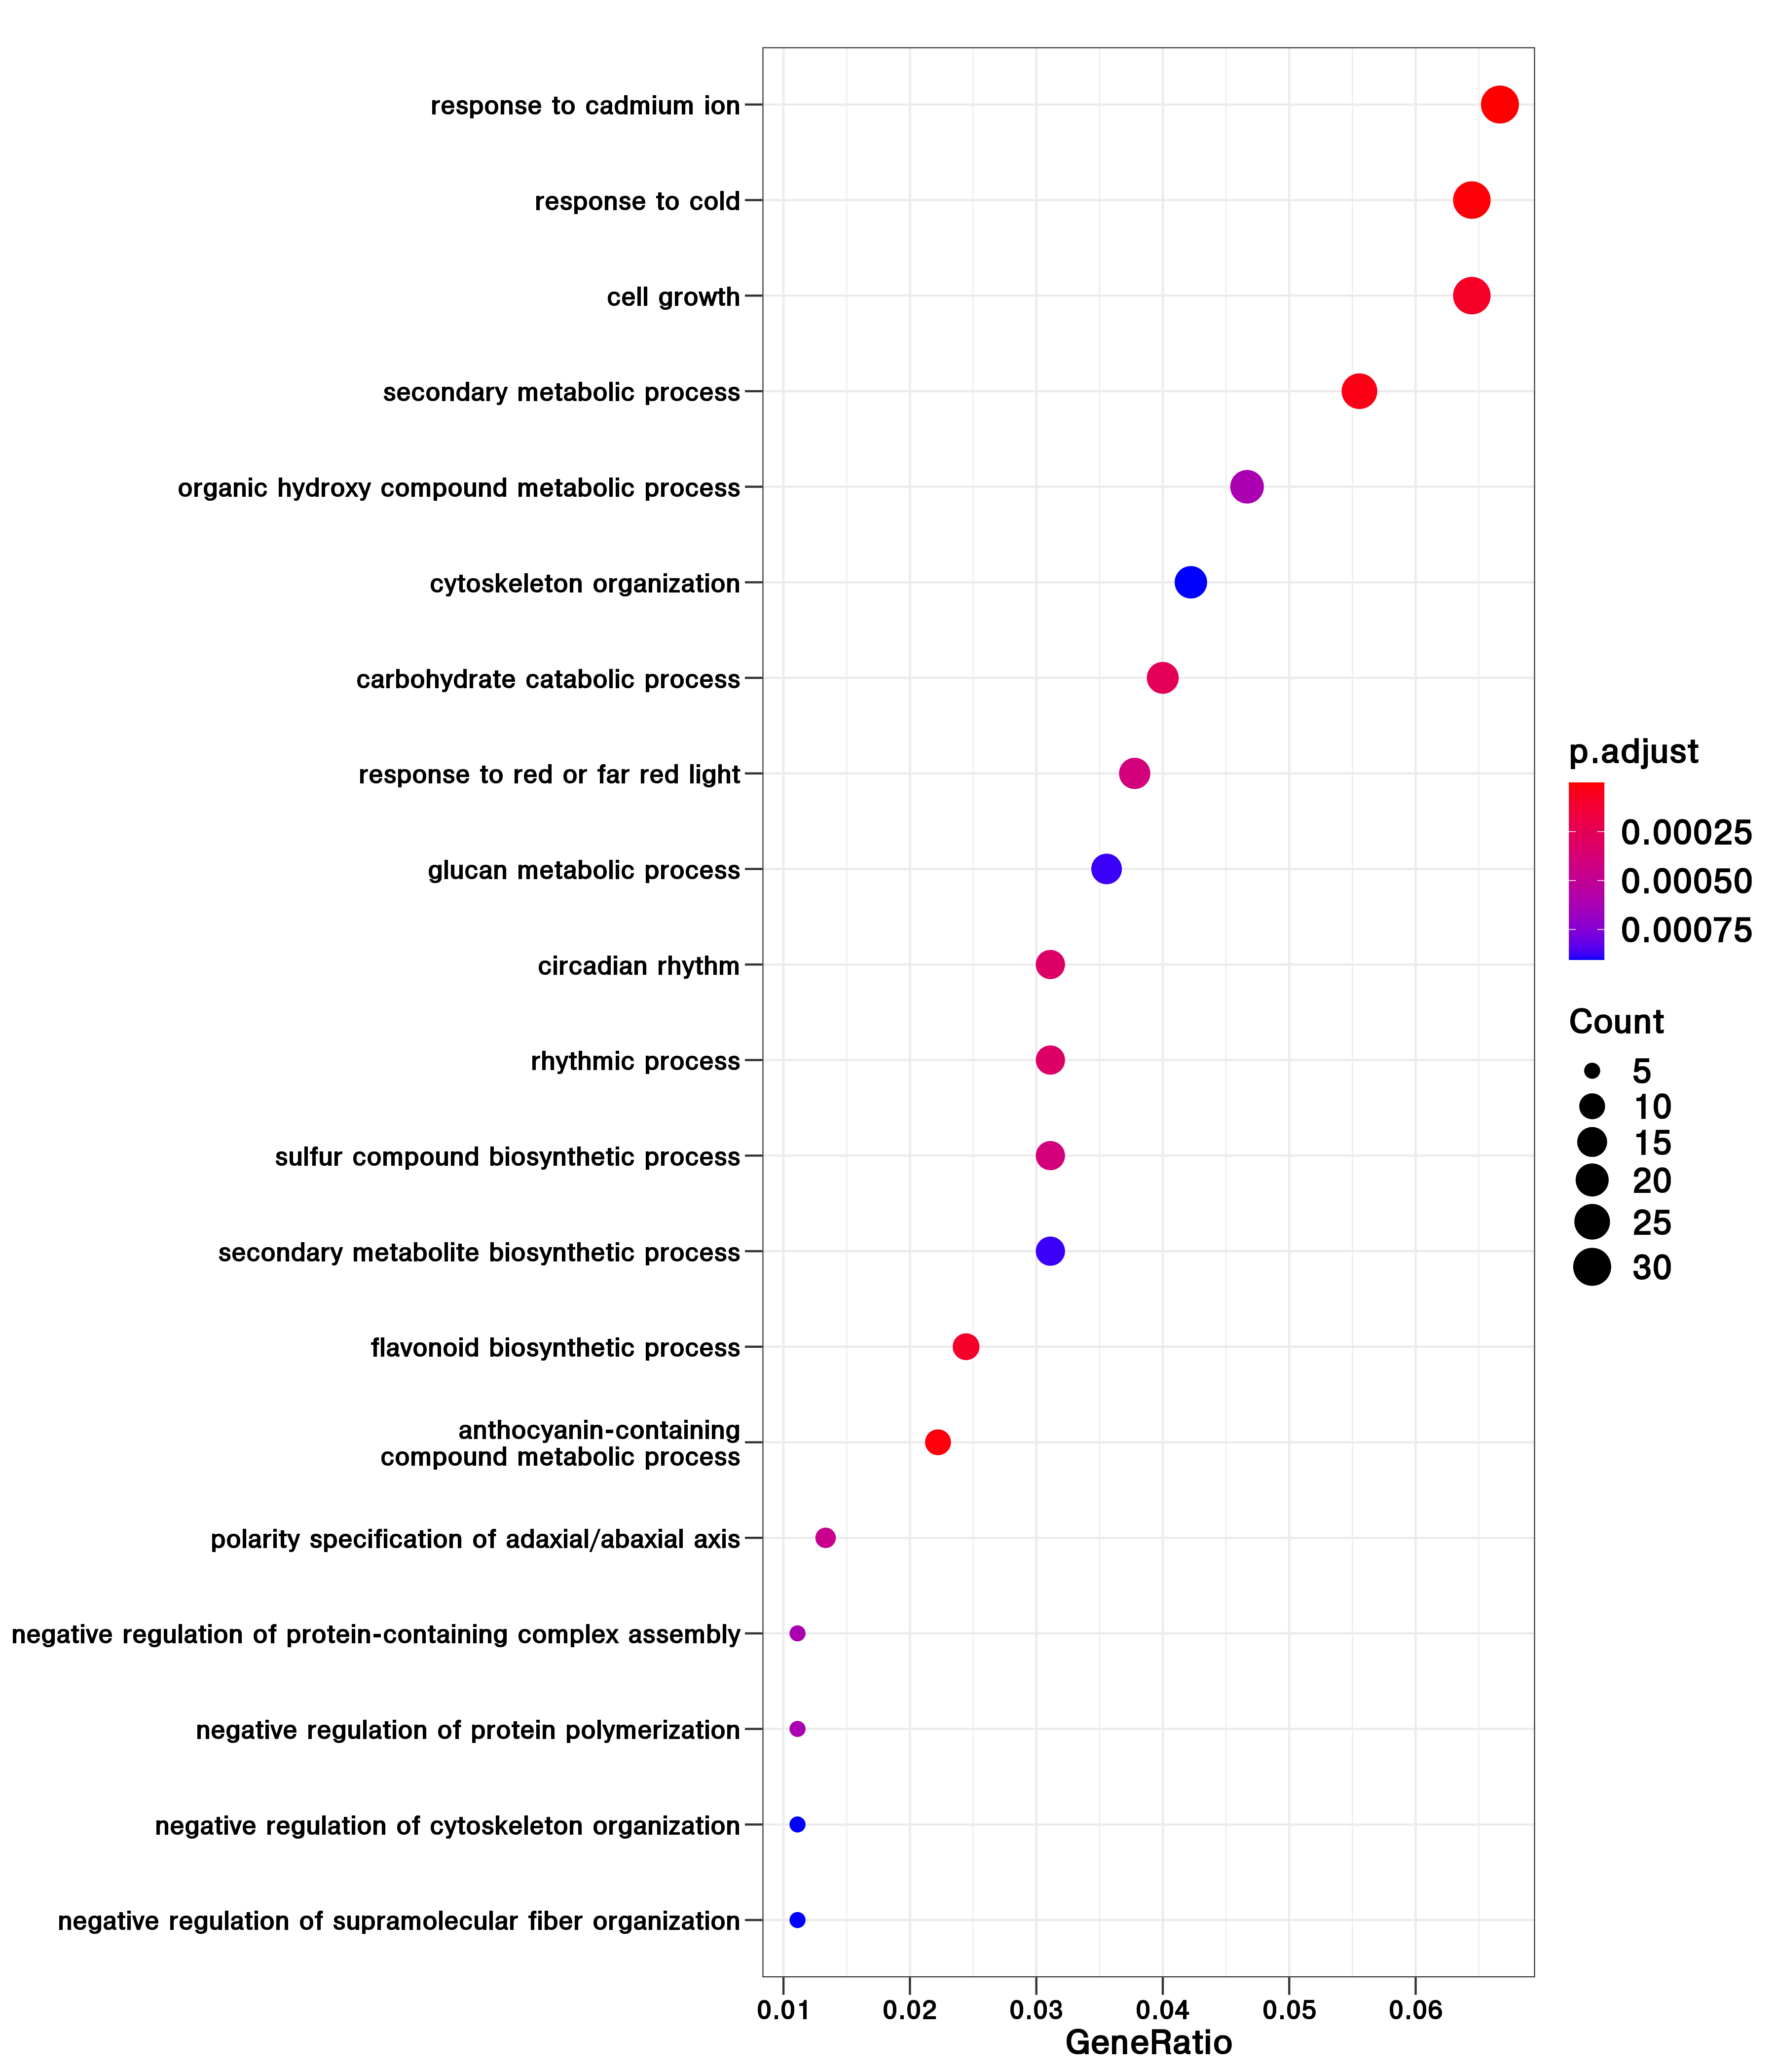 response to cadmium ion
response to cold
cell growth
secondary metabolic process
organic hydroxy compound metabolic process
cytoskeleton organization
carbohydrate catabolic process
response to red or far red light
glucan metabolic process
circadian rhythm
rhythmic process
sulfur compound biosynthetic process
secondary metabolite biosynthetic process
flavonoid biosynthetic process
anthocyanin-containing
compound metabolic process
polarity specification of adaxial/abaxial axis
negative regulation of protein-containing complex assembly
negative regulation of protein polymerization
negative regulation of cytoskeleton organization
negative regulation of supramolecular fiber organization
0.01 0.02 0.03 0.04 0.05 0.06
GeneRatio
p.adjust
0.00025
0.00050
0.00075
Count
5
10
15
20
25
30